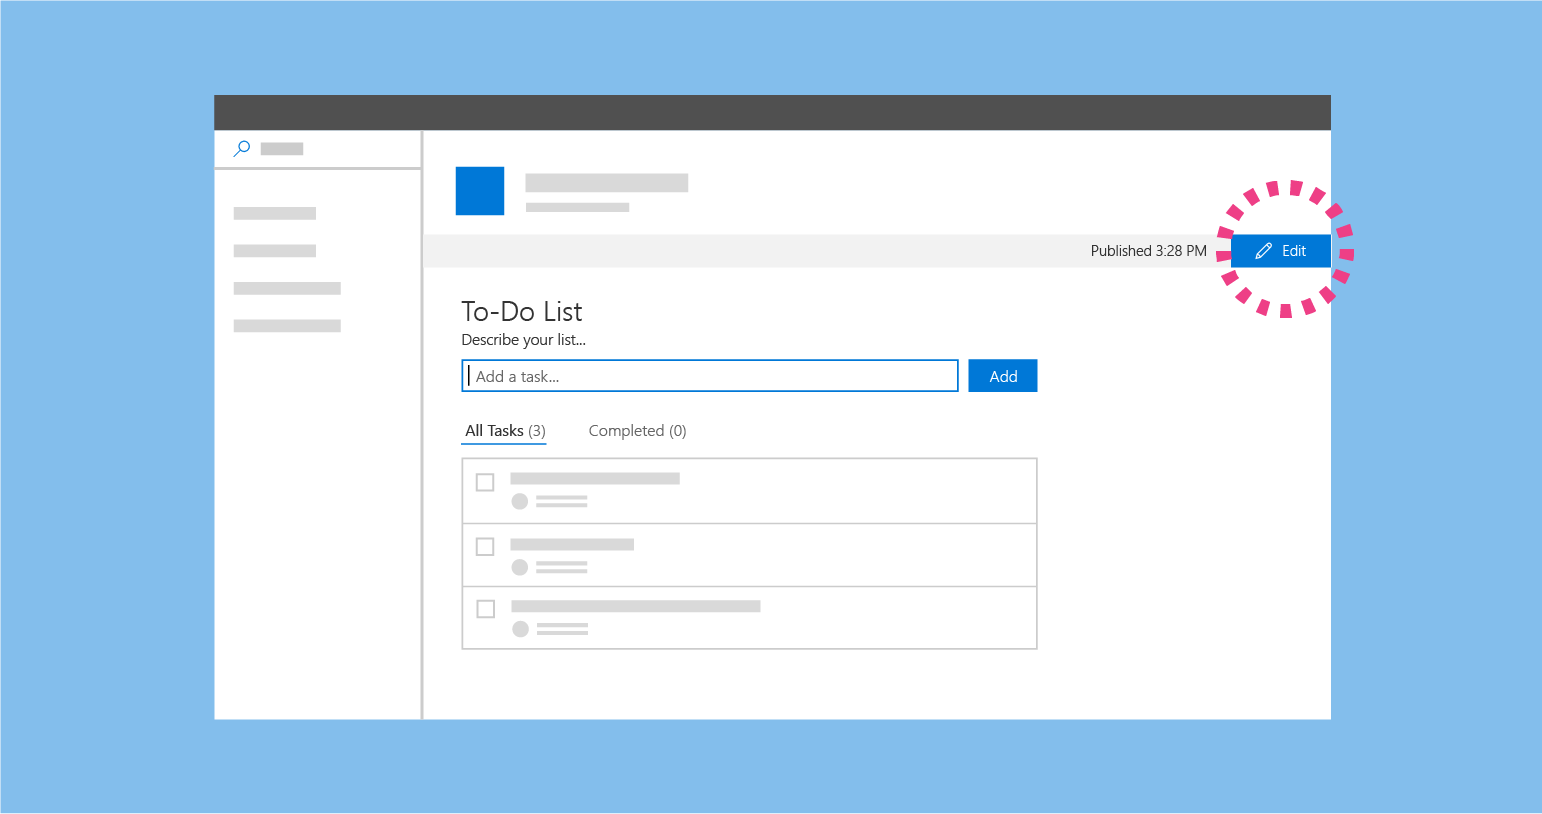 Published 3:28 PM
Edit
To-Do List
Describe your list...
Add a task...
Add
All Tasks (3)
Completed (0)